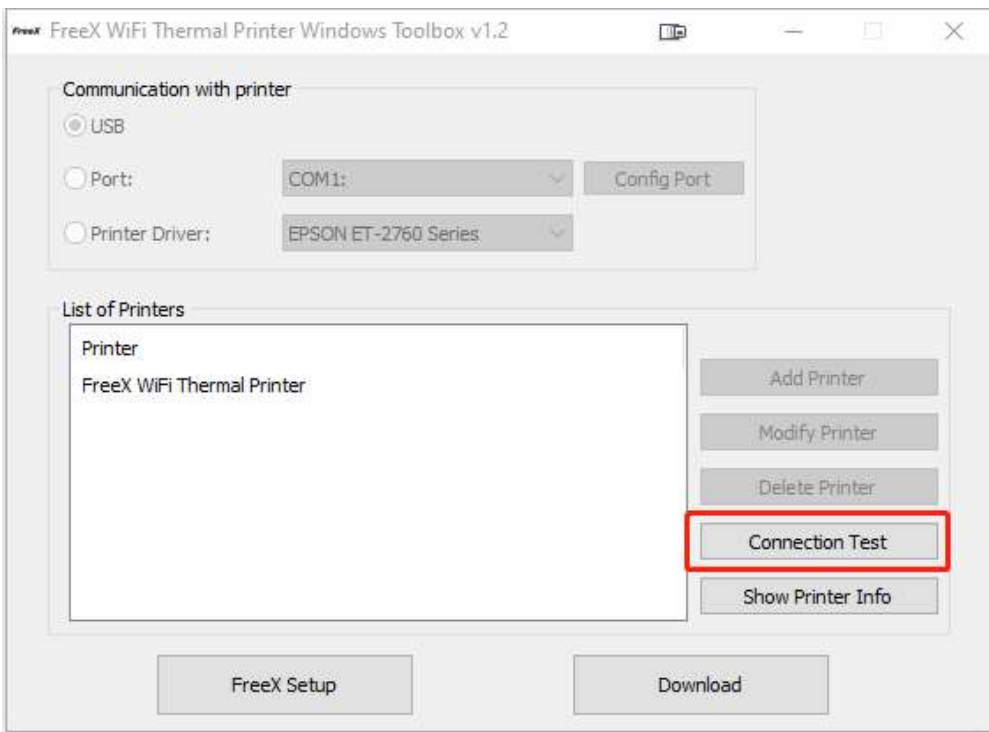 FreeX FreeX WiFi Thermal Printer Windows Toolbox v1.2
Communication with printer
USB
Port: COM1: Config Port
Printer Driver: EPSON ET-2760 Series
List of Printers
Printer
FreeX WiFi Thermal Printer
Add Printer
Modify Printer
Delete Printer
Connection Test
Show Printer Info
FreeX Setup Download